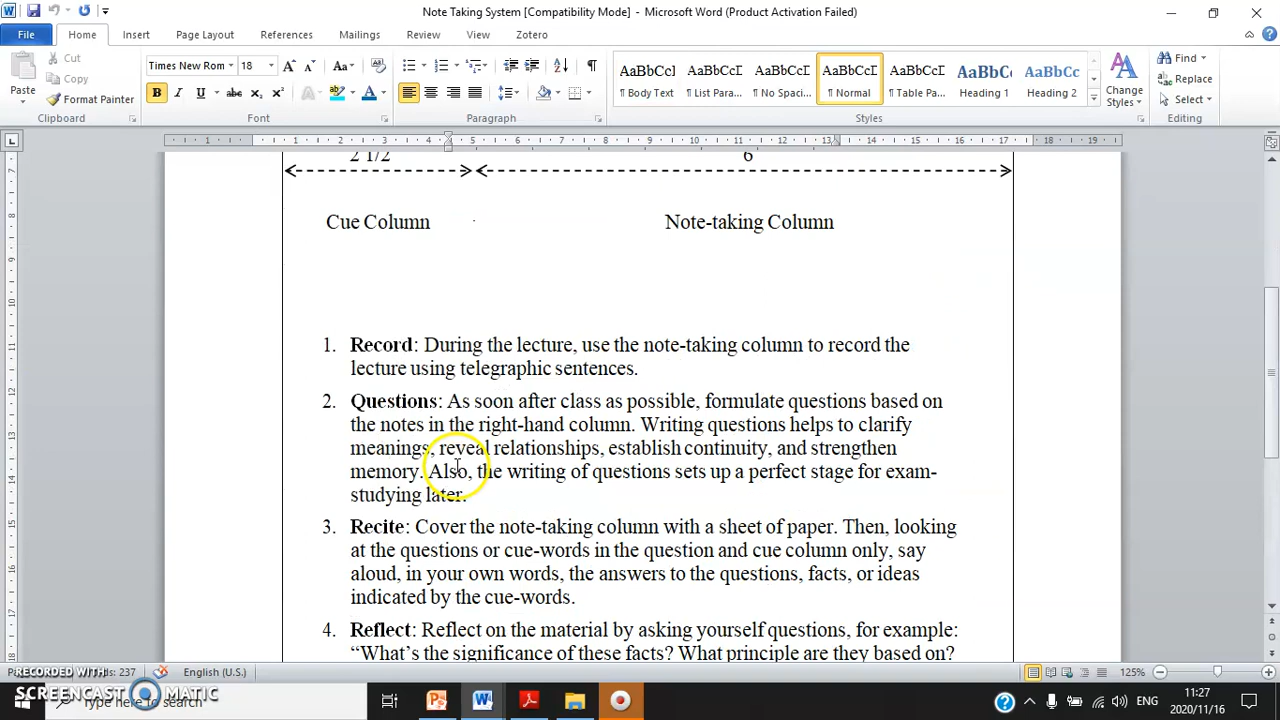 Note Taking System [Compatibility Mode] - Microsoft Word (Product Activation Failed)
File Home Insert Page Layout References Mailings Review View Zotero
Paste
Cut
Copy
Format Painter
Clipboard
Times New Rom 18
Font
Paragraph
AaBbCcI AaBbCcD AaBbCcD AaBbCcD AaBbCcD AaBbCc AaBbCc
¶ Body Text ¶ List Para... ¶ No Spaci... ¶ Normal ¶ Table Pa... Heading 1 Heading 2
Change Styles
Styles
Find
Replace
Select
Editing
2 1/2 6
Cue Column Note-taking Column
1. Record: During the lecture, use the note-taking column to record the
lecture using telegraphic sentences.
2. Questions: As soon after class as possible, formulate questions based on
the notes in the right-hand column. Writing questions helps to clarify
meanings, reveal relationships, establish continuity, and strengthen
memory. Also, the writing of questions sets up a perfect stage for exam-
studying later.
3. Recite: Cover the note-taking column with a sheet of paper. Then, looking
at the questions or cue-words in the question and cue column only, say
aloud, in your own words, the answers to the questions, facts, or ideas
indicated by the cue-words.
4. Reflect: Reflect on the material by asking yourself questions, for example:
“What’s the significance of these facts? What principle are they based on?
RECORDED WITH
237 English (U.S.) 125%
SCREENCAST MATIC
Type here to search
ENG 11:27
2020/11/16